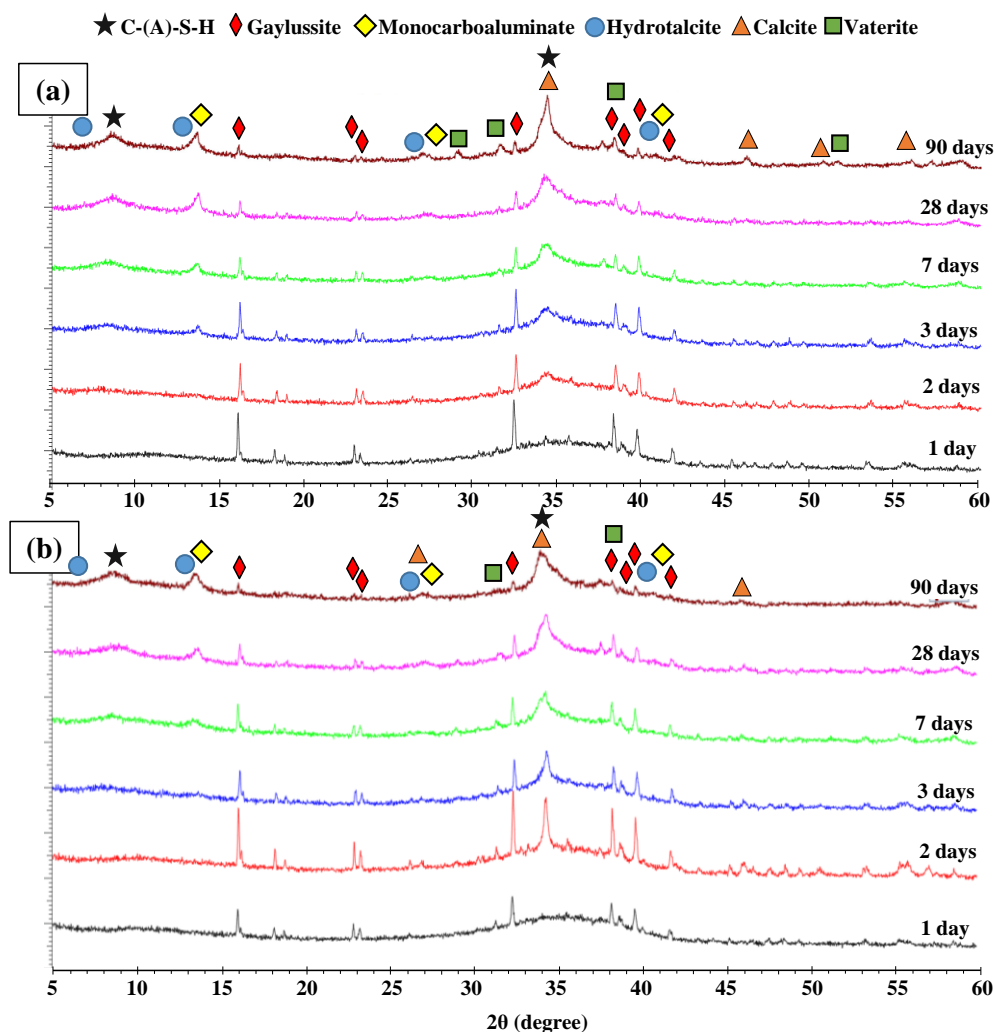 C-(A)-S-H Gaylussite Monocarboaluminate Hydrotalcite Calcite Vaterite
(a)
90 days
28 days
7 days
3 days
2 days
1 day
5 10 15 20 25 30 35 40 45 50 55 60
(b)
90 days
28 days
7 days
3 days
2 days
1 day
5 10 15 20 25 30 35 40 45 50 55 60
2θ (degree)